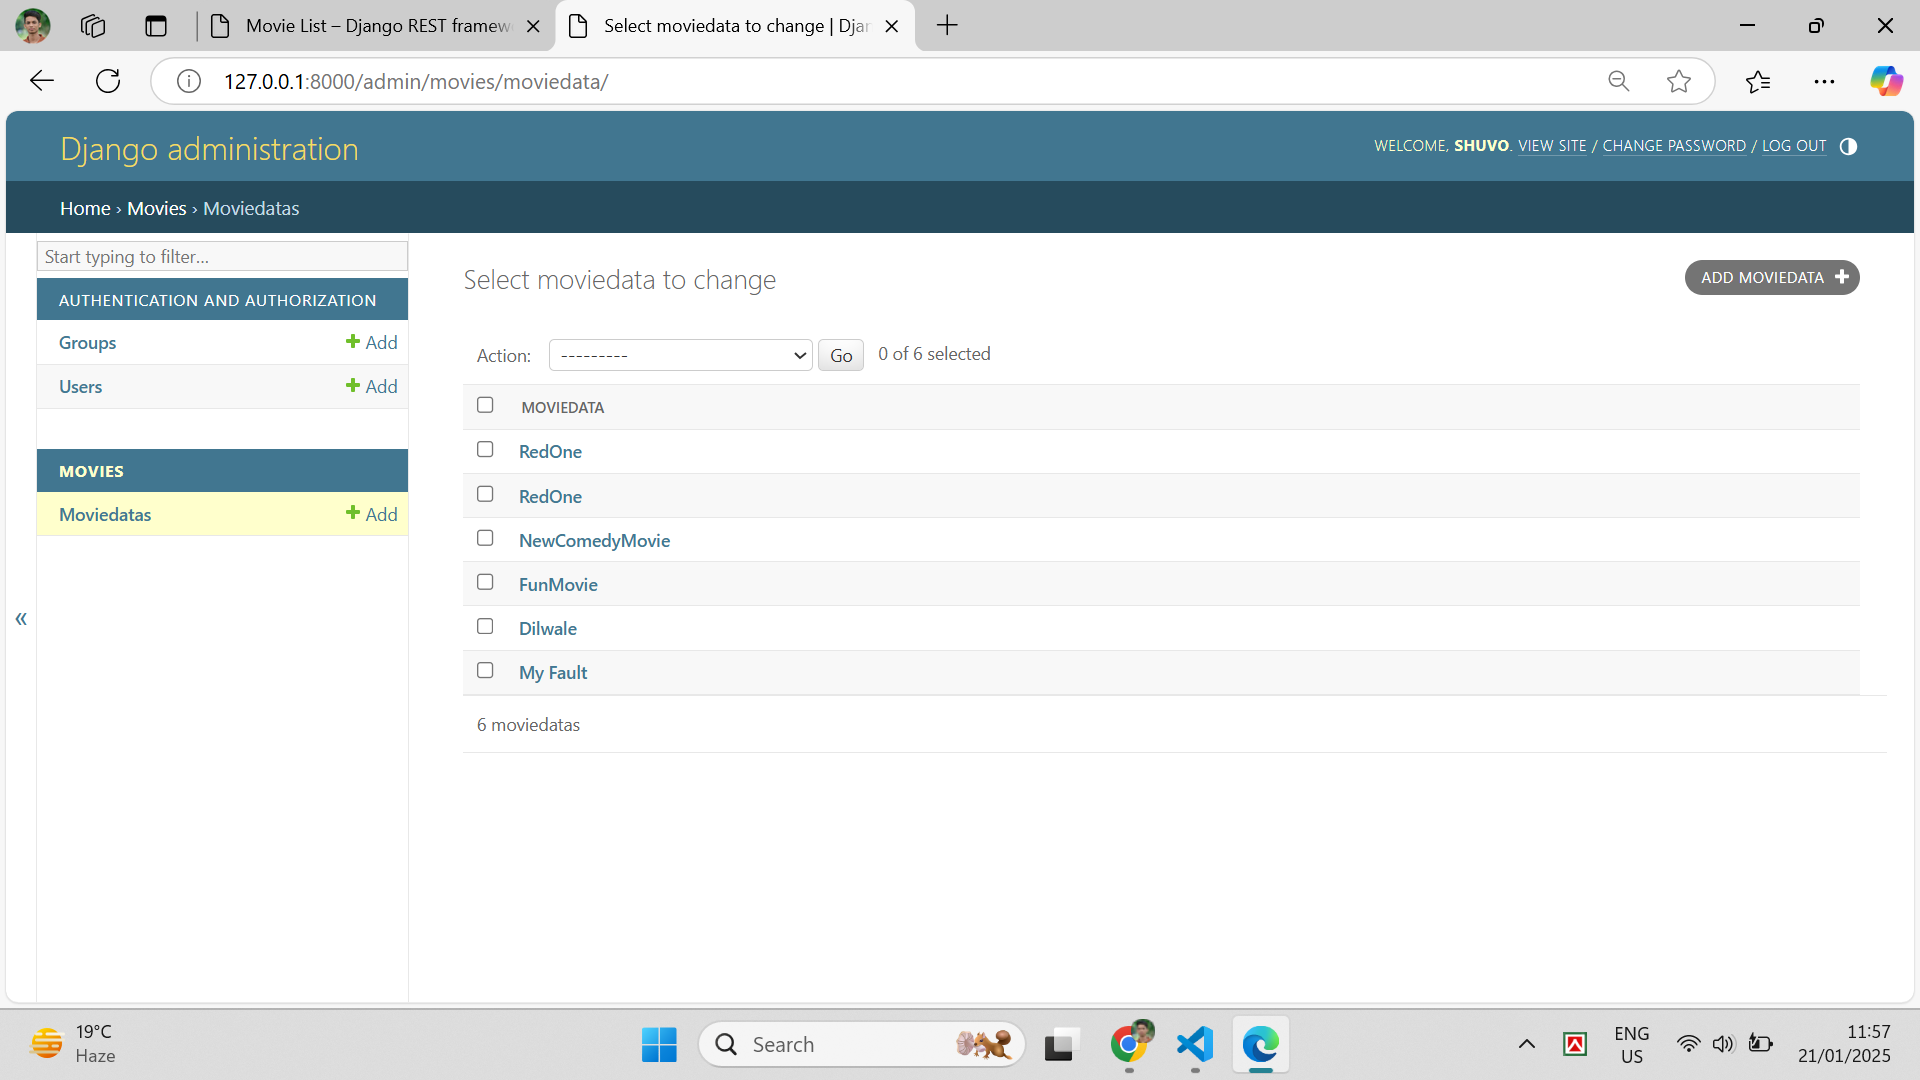 Movie List – Django REST framew
Select moviedata to change | Djan
127.0.0.1:8000/admin/movies/moviedata/
Django administration
WELCOME, SHUVO. VIEW SITE / CHANGE PASSWORD / LOG OUT
Home › Movies › Moviedatas
Start typing to filter...
AUTHENTICATION AND AUTHORIZATION
Groups + Add
Users + Add
MOVIES
Moviedatas + Add
«
Select moviedata to change
ADD MOVIEDATA +
Action: --------- Go 0 of 6 selected
MOVIEDATA
RedOne
RedOne
NewComedyMovie
FunMovie
Dilwale
My Fault
6 moviedatas
19°C
Haze
Search
ENG
US
11:57
21/01/2025